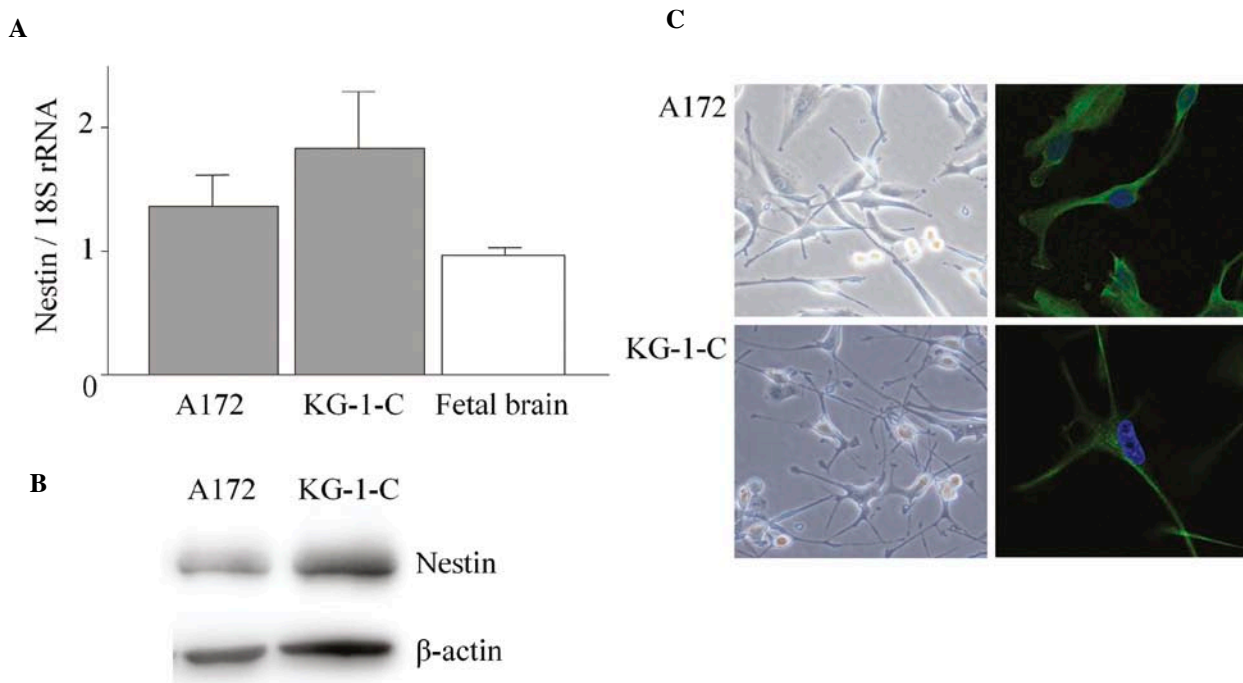 A
Nestin / 18S rRNA
2
1
0
A172 KG-1-C Fetal brain
B
A172 KG-1-C
Nestin
β-actin
C
A172
KG-1-C